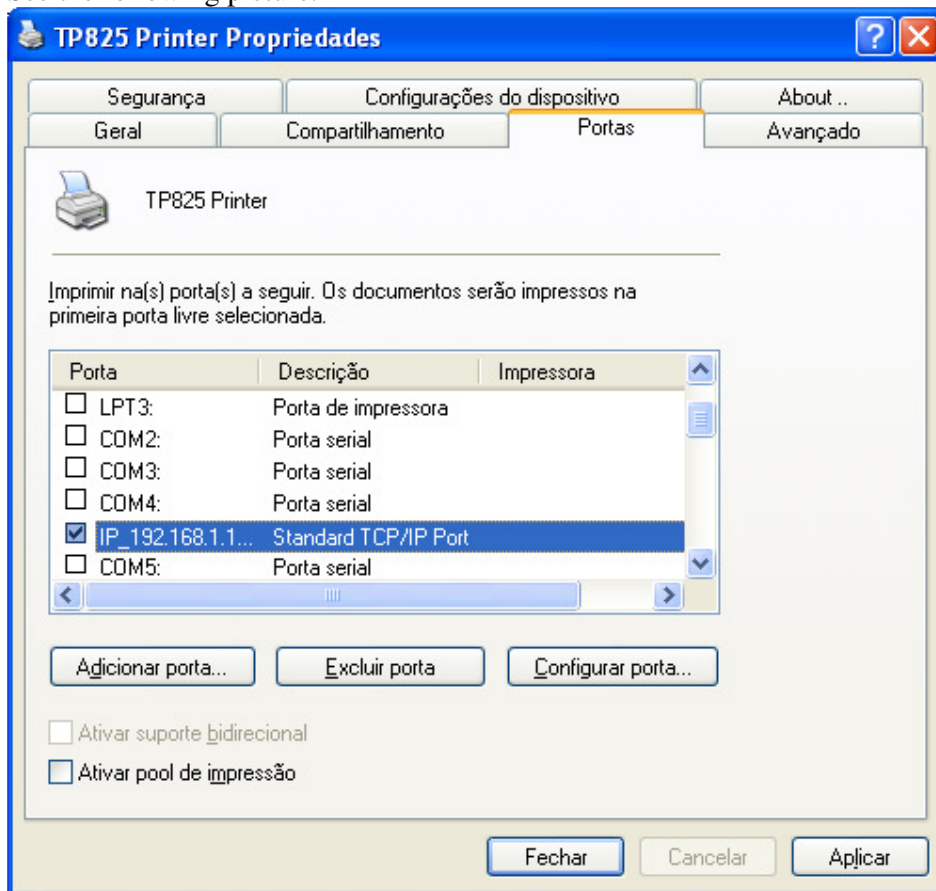 TP825 Printer Propriedades
Segurança Configurações do dispositivo About ..
Geral Compartilhamento Portas Avançado
TP825 Printer
Imprimir na(s) porta(s) a seguir. Os documentos serão impressos na
primeira porta livre selecionada.
Porta Descrição Impressora
LPT3: Porta de impressora
COM2: Porta serial
COM3: Porta serial
COM4: Porta serial
IP_192.168.1.1... Standard TCP/IP Port
COM5: Porta serial
Adicionar porta... Excluir porta Configurar porta...
Ativar suporte bidirecional
Ativar pool de impressão
Fechar Cancelar Aplicar